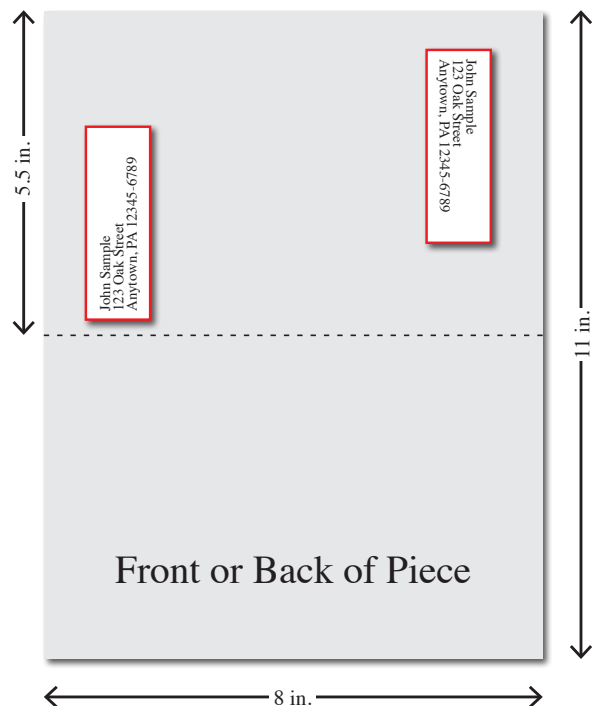 John Sample
123 Oak Street
Anytown, PA 12345-6789
John Sample
123 Oak Street
Anytown, PA 12345-6789
5.5 in.
11 in.
Front or Back of Piece
8 in.